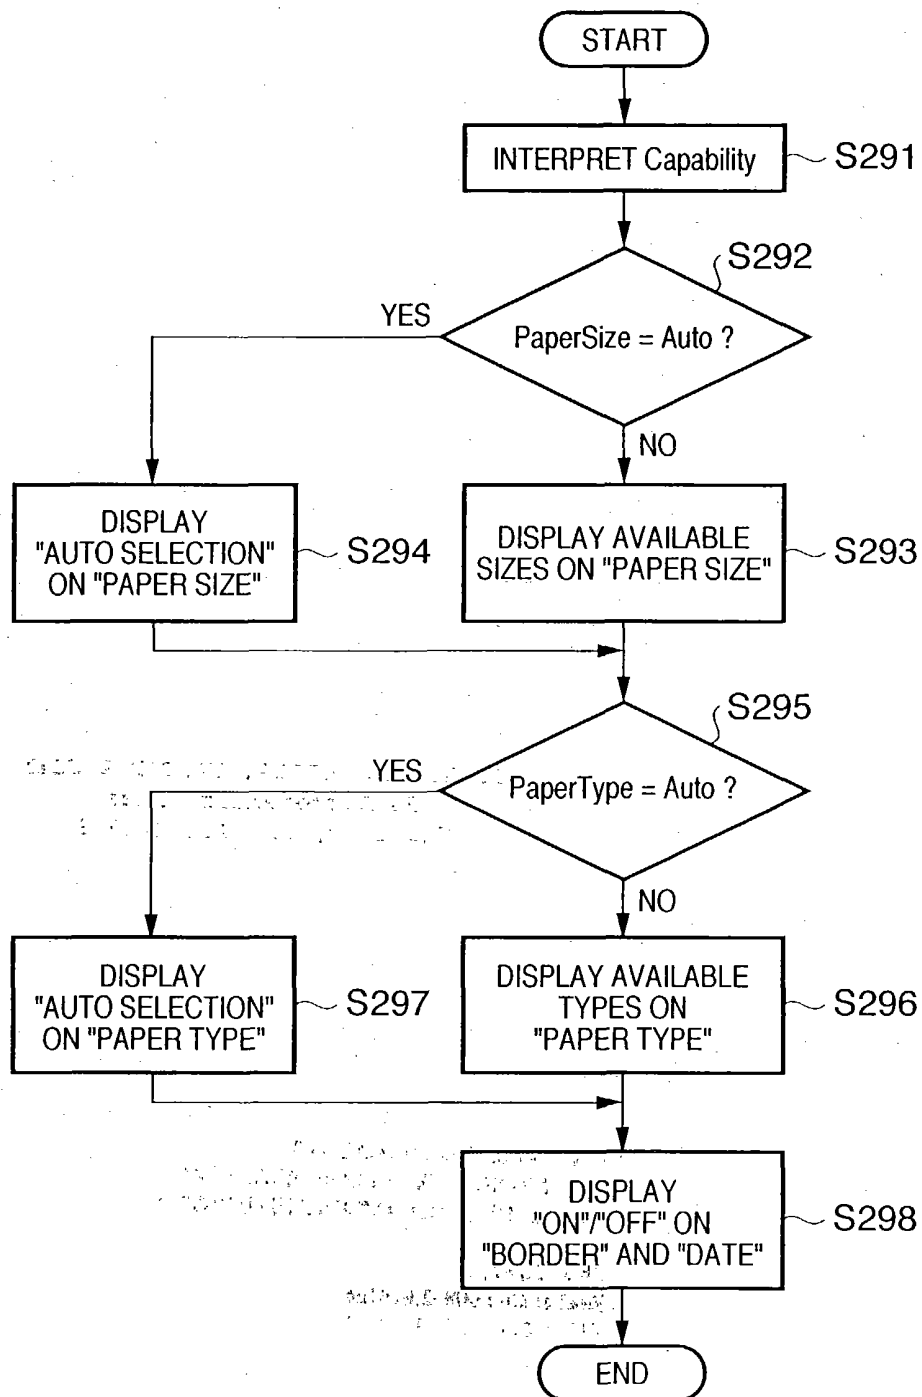 START
INTERPRET Capability
S291
S292
YES
PaperSize = Auto ?
NO
DISPLAY
"AUTO SELECTION"
ON "PAPER SIZE"
S294
DISPLAY AVAILABLE
SIZES ON "PAPER SIZE"
S293
S295
YES
PaperType = Auto ?
NO
DISPLAY
"AUTO SELECTION"
ON "PAPER TYPE"
S297
DISPLAY AVAILABLE
TYPES ON
"PAPER TYPE"
S296
DISPLAY
"ON"/"OFF" ON
"BORDER" AND "DATE"
S298
END